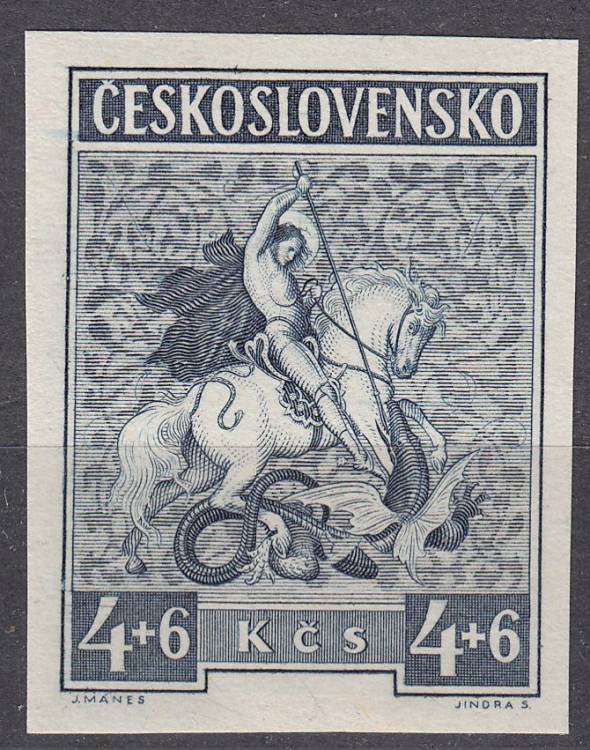 ČESKOSLOVENSKO
4+6 Kčs 4+6
J. MÁNES JINDRA S.